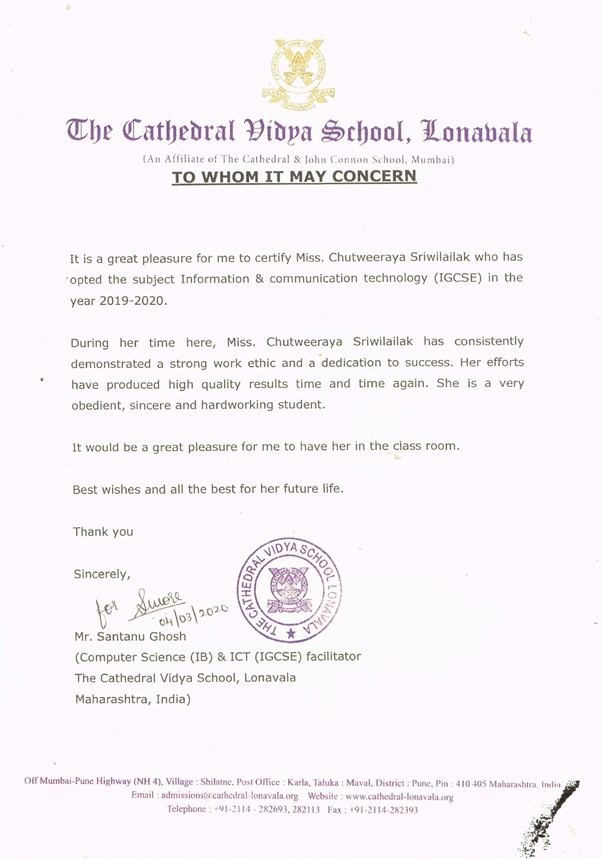 The Cathedral Vidya School, Lonavala
(An Affiliate of The Cathedral & John Connon School, Mumbai)
TO WHOM IT MAY CONCERN
It is a great pleasure for me to certify Miss. Chutweeraya Sriwilailak who has
opted the subject Information & communication technology (IGCSE) in the
year 2019-2020.
During her time here, Miss. Chutweeraya Sriwilailak has consistently
demonstrated a strong work ethic and a dedication to success. Her efforts
have produced high quality results time and time again. She is a very
obedient, sincere and hardworking student.
It would be a great pleasure for me to have her in the class room.
Best wishes and all the best for her future life.
Thank you
Sincerely,
for
04/03/2020
THE CATHEDRAL VIDYA SCHOOL LONAVALA
Mr. Santanu Ghosh
(Computer Science (IB) & ICT (IGCSE) facilitator
The Cathedral Vidya School, Lonavala
Maharashtra, India)
Off Mumbai-Pune Highway (NH 4), Village : Shilatne, Post Office : Karla, Taluka : Maval, District : Pune, Pin : 410 405 Maharashtra, India
Email : admissions@cathedral-lonavala.org Website : www.cathedral-lonavala.org
Telephone : +91-2114 - 282693, 282113 Fax : +91-2114-282393